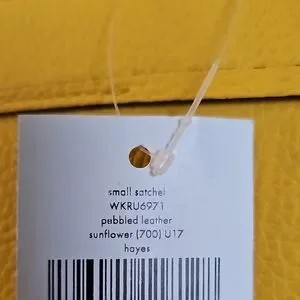 small satchel
WKRU6971
pebbled leather
sunflower (700) U17
hayes